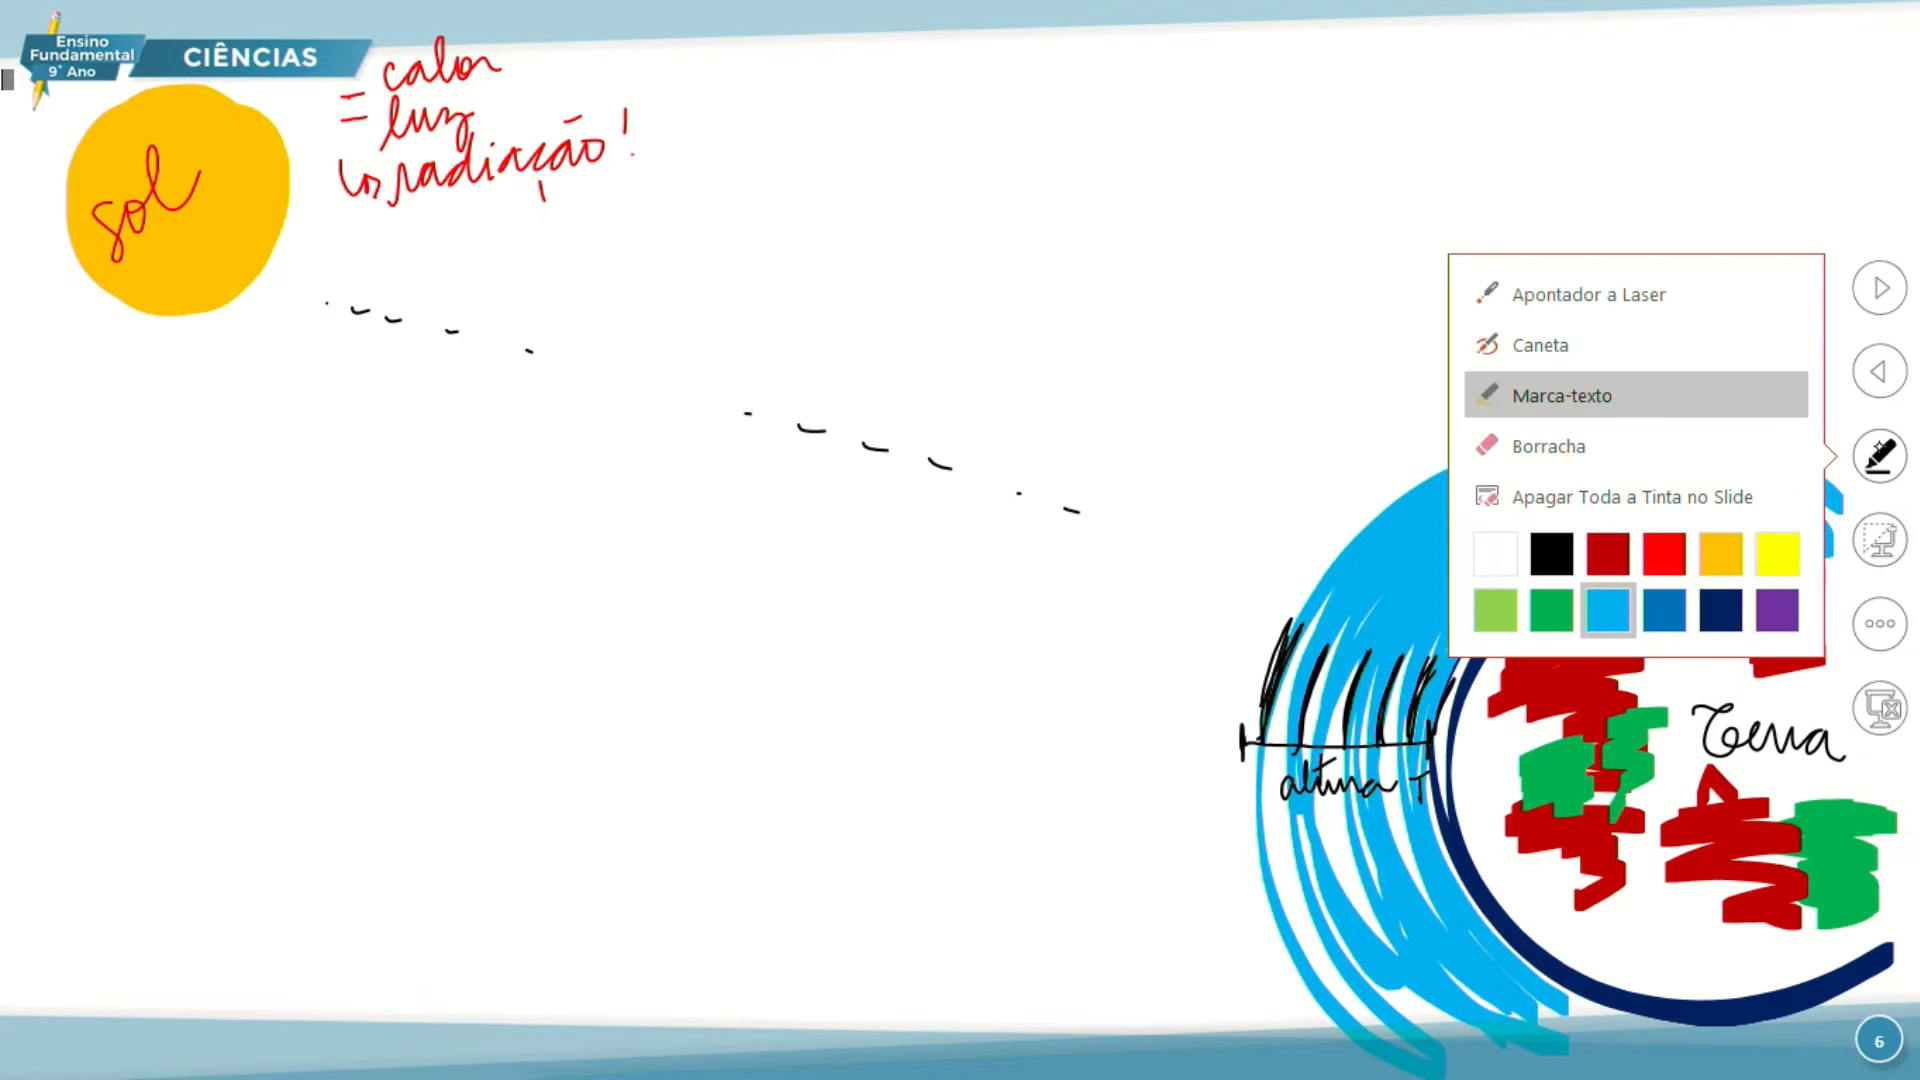 Ensino
Fundamental
9° Ano
CIÊNCIAS
= calor
luz
radiação!
sol
Apontador a Laser
Caneta
Marca-texto
Borracha
Apagar Toda a Tinta no Slide
Terra
altura
6